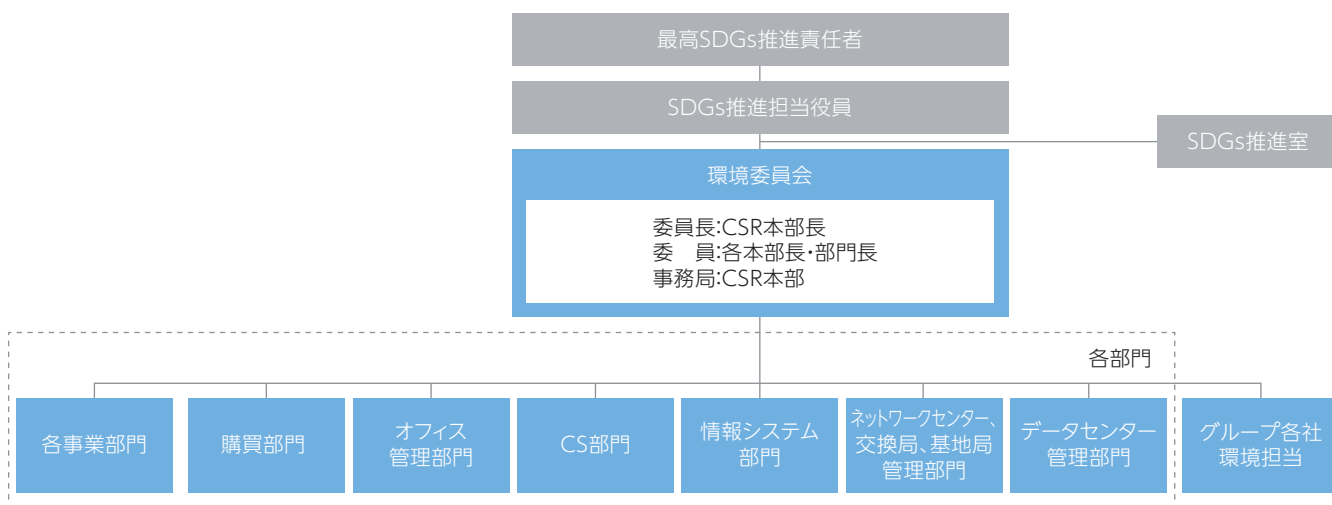 最高SDGs推進責任者
SDGs推進担当役員
SDGs推進室
環境委員会
委員長:CSR本部長
委　員:各本部長・部門長
事務局:CSR本部
各部門
各事業部門
購買部門
オフィス
管理部門
CS部門
情報システム
部門
ネットワークセンター、
交換局、基地局
管理部門
データセンター
管理部門
グループ各社
環境担当